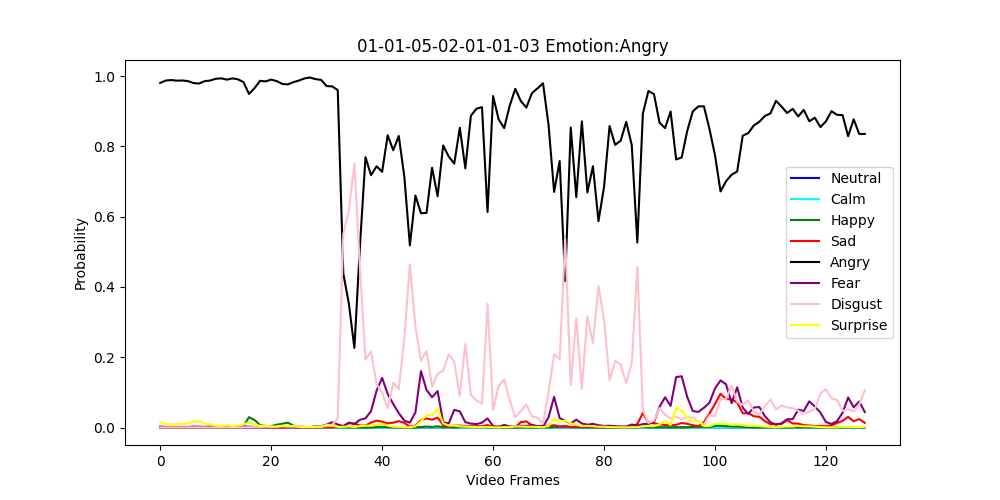 01-01-05-02-01-01-03 Emotion:Angry
Probability
1.0
0.8
0.6
0.4
0.2
0.0
Neutral
Calm
Happy
Sad
Angry
Fear
Disgust
Surprise
0 20 40 60 80 100 120
Video Frames